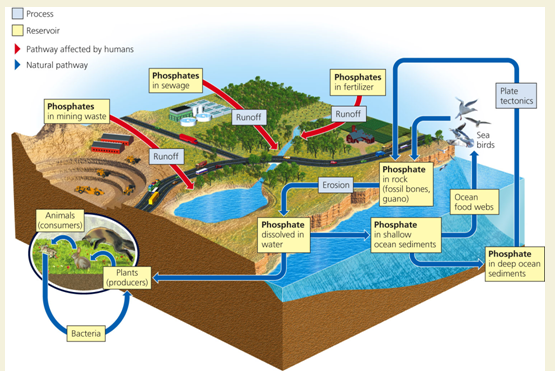 Process
Reservoir
Pathway affected by humans
Natural pathway
Phosphates
in sewage
Phosphates
in fertilizer
Plate
tectonics
Phosphates
in mining waste
Runoff
Runoff
Runoff
Sea
birds
Erosion
Phosphate
in rock
(fossil bones,
guano)
Ocean
food webs
Animals
(consumers)
Phosphate
dissolved in
water
Phosphate
in shallow
ocean sediments
Phosphate
in deep ocean
sediments
Plants
(producers)
Bacteria